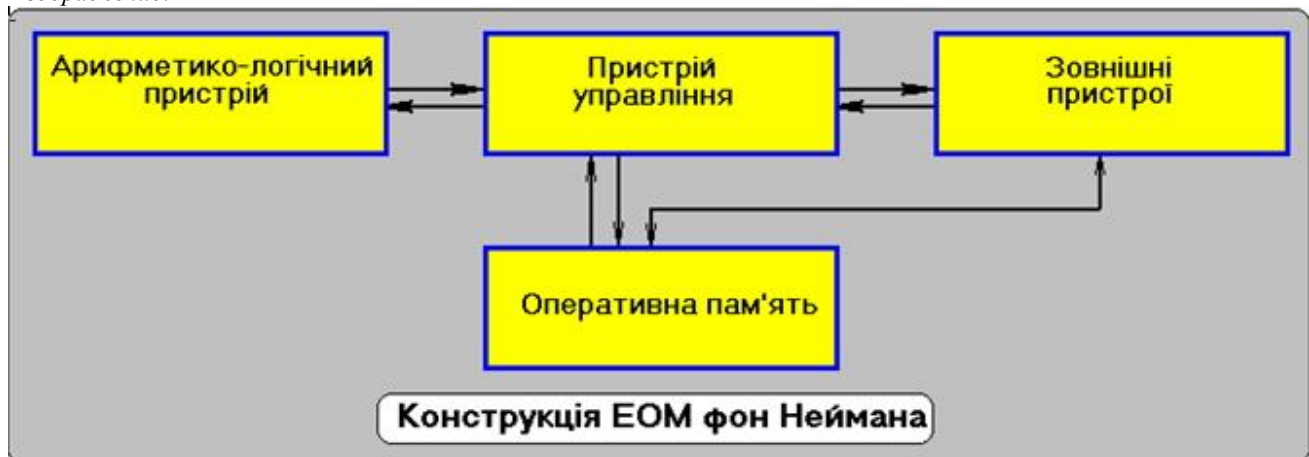 Арифметико-логічний
пристрій
Пристрій
управління
Зовнішні
пристрої
Оперативна пам'ять
Конструкція ЕОМ фон Неймана